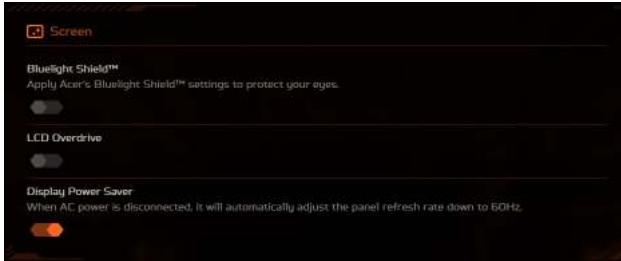 Screen
Bluelight Shield™
Apply Acer's Bluelight Shield™ settings to protect your eyes.
LCD Overdrive
Display Power Saver
When AC power is disconnected, it will automatically adjust the panel refresh rate down to 60Hz.